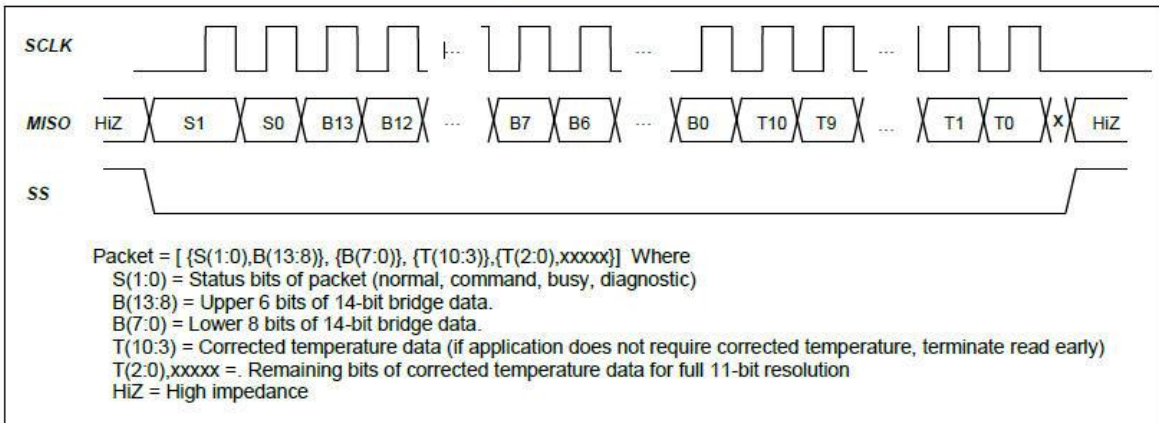 SCLK
... ... ...
MISO HiZ S1 S0 B13 B12 ... B7 B6 ... B0 T10 T9 ... T1 T0 X HiZ
SS
Packet = [ {S(1:0),B(13:8)}, {B(7:0)}, {T(10:3)},{T(2:0),xxxxx}] Where
S(1:0) = Status bits of packet (normal, command, busy, diagnostic)
B(13:8) = Upper 6 bits of 14-bit bridge data.
B(7:0) = Lower 8 bits of 14-bit bridge data.
T(10:3) = Corrected temperature data (if application does not require corrected temperature, terminate read early)
T(2:0),xxxxx =. Remaining bits of corrected temperature data for full 11-bit resolution
HiZ = High impedance